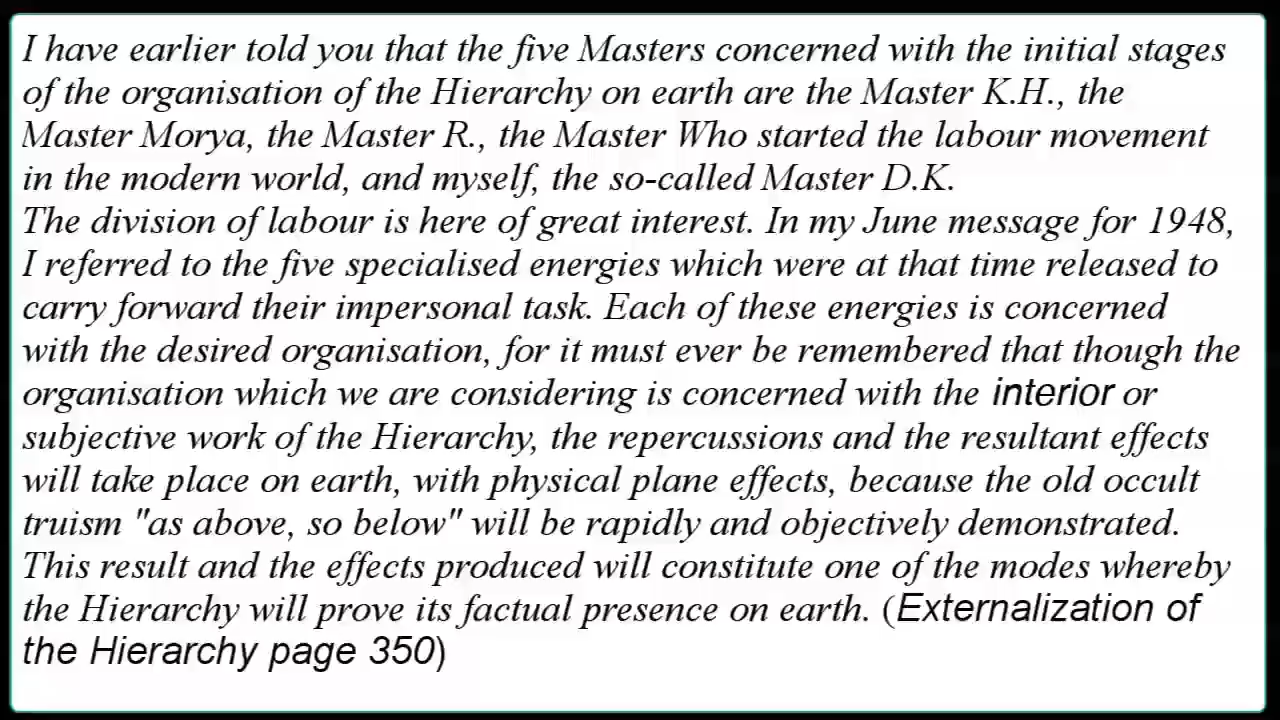 I have earlier told you that the five Masters concerned with the initial stages
of the organisation of the Hierarchy on earth are the Master K.H., the
Master Morya, the Master R., the Master Who started the labour movement
in the modern world, and myself, the so-called Master D.K.
The division of labour is here of great interest. In my June message for 1948,
I referred to the five specialised energies which were at that time released to
carry forward their impersonal task. Each of these energies is concerned
with the desired organisation, for it must ever be remembered that though the
organisation which we are considering is concerned with the interior or
subjective work of the Hierarchy, the repercussions and the resultant effects
will take place on earth, with physical plane effects, because the old occult
truism "as above, so below" will be rapidly and objectively demonstrated.
This result and the effects produced will constitute one of the modes whereby
the Hierarchy will prove its factual presence on earth. (Externalization of
the Hierarchy page 350)